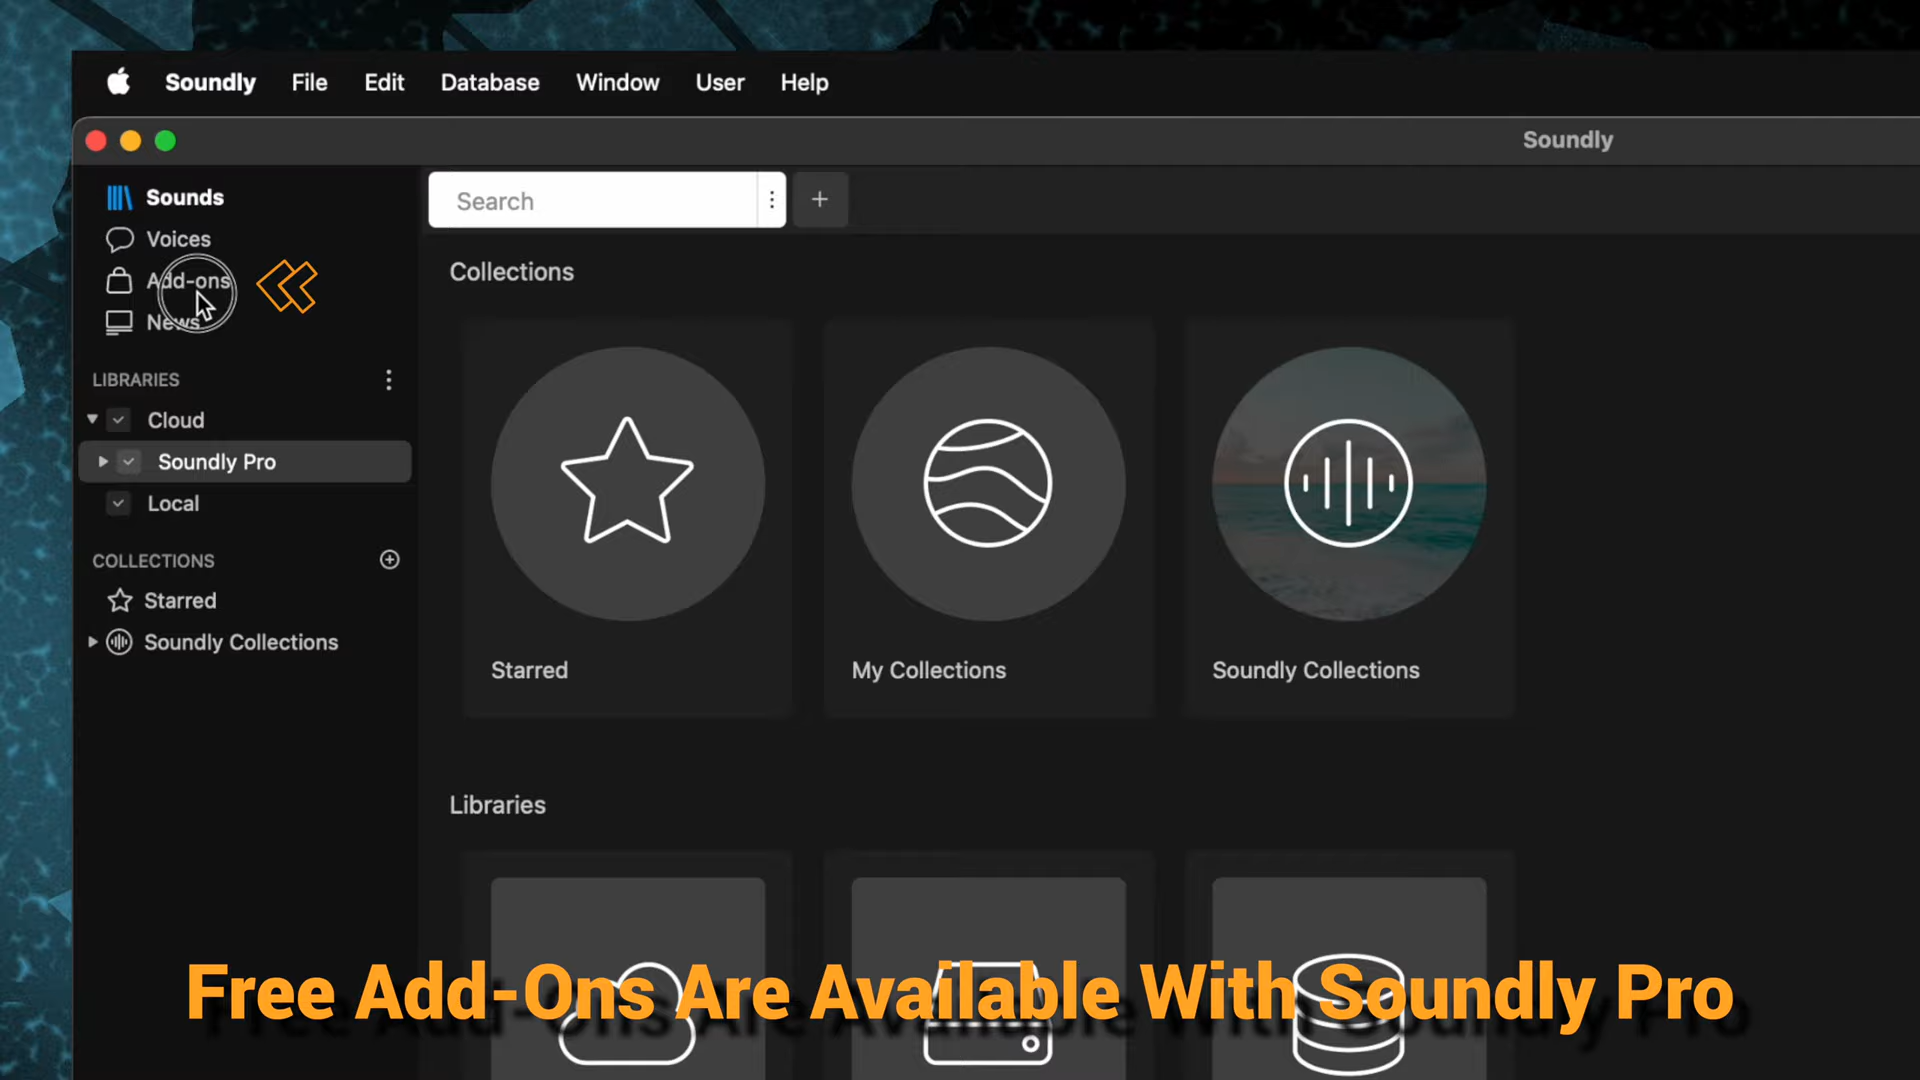 Soundly File Edit Database Window User Help
Soundly
Sounds
Voices
Add-ons
News
Search
LIBRARIES
Cloud
Soundly Pro
Local
COLLECTIONS
Starred
Soundly Collections
Collections
Starred
My Collections
Soundly Collections
Libraries
Free Add-Ons Are Available With Soundly Pro